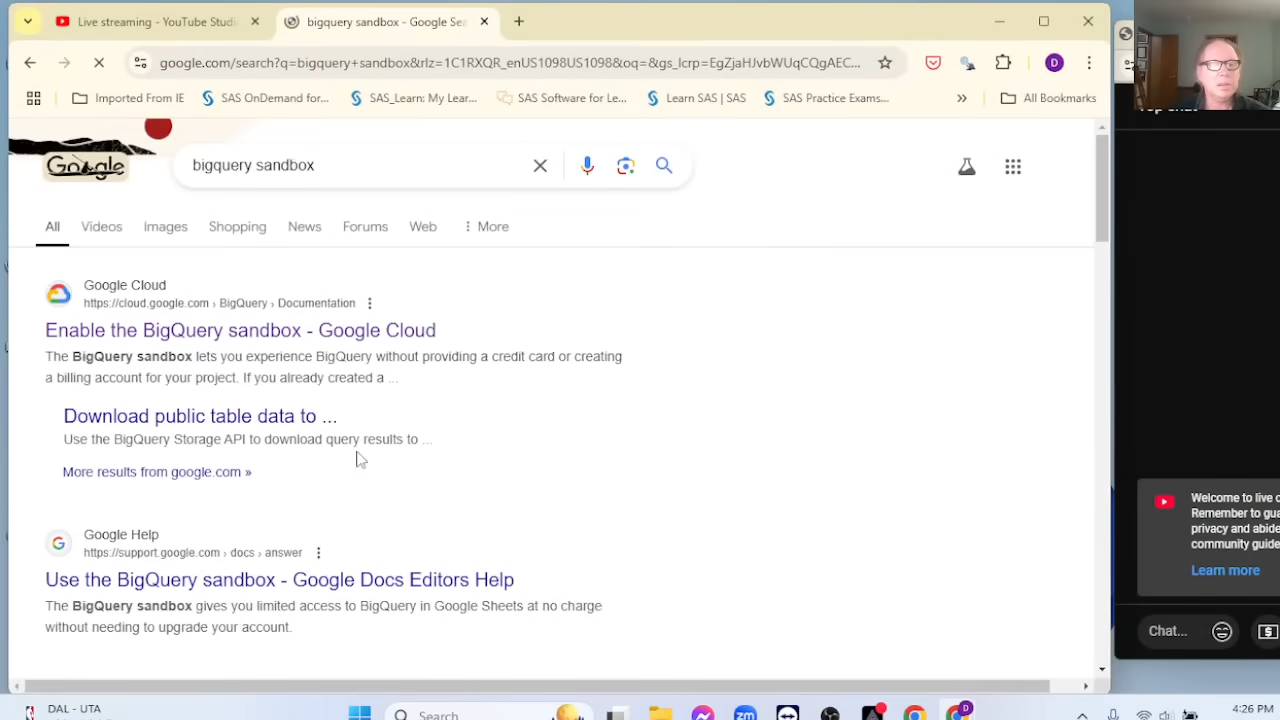 Live streaming - YouTube Studi
bigquery sandbox - Google Sea
google.com/search?q=bigquery+sandbox&rlz=1C1RXQR_enUS1098US1098&oq=&gs_lcrp=EgZjaHJvbWUqCQgAEC...
D
Imported From IE
SAS OnDemand for...
SAS_Learn: My Lear...
SAS Software for Le...
Learn SAS | SAS
SAS Practice Exams...
»
All Bookmarks
Google
bigquery sandbox
All
Videos
Images
Shopping
News
Forums
Web
More
Google Cloud
https://cloud.google.com › BigQuery › Documentation
Enable the BigQuery sandbox - Google Cloud
The BigQuery sandbox lets you experience BigQuery without providing a credit card or creating
a billing account for your project. If you already created a ...
Download public table data to ...
Use the BigQuery Storage API to download query results to ...
More results from google.com »
Google Help
https://support.google.com › docs › answer
Use the BigQuery sandbox - Google Docs Editors Help
The BigQuery sandbox gives you limited access to BigQuery in Google Sheets at no charge
without needing to upgrade your account.
Top chat
Welcome to live c
Remember to gua
privacy and abide
community guide
Learn more
Chat...
DAL - UTA
Search
zm
D
4:26 PM